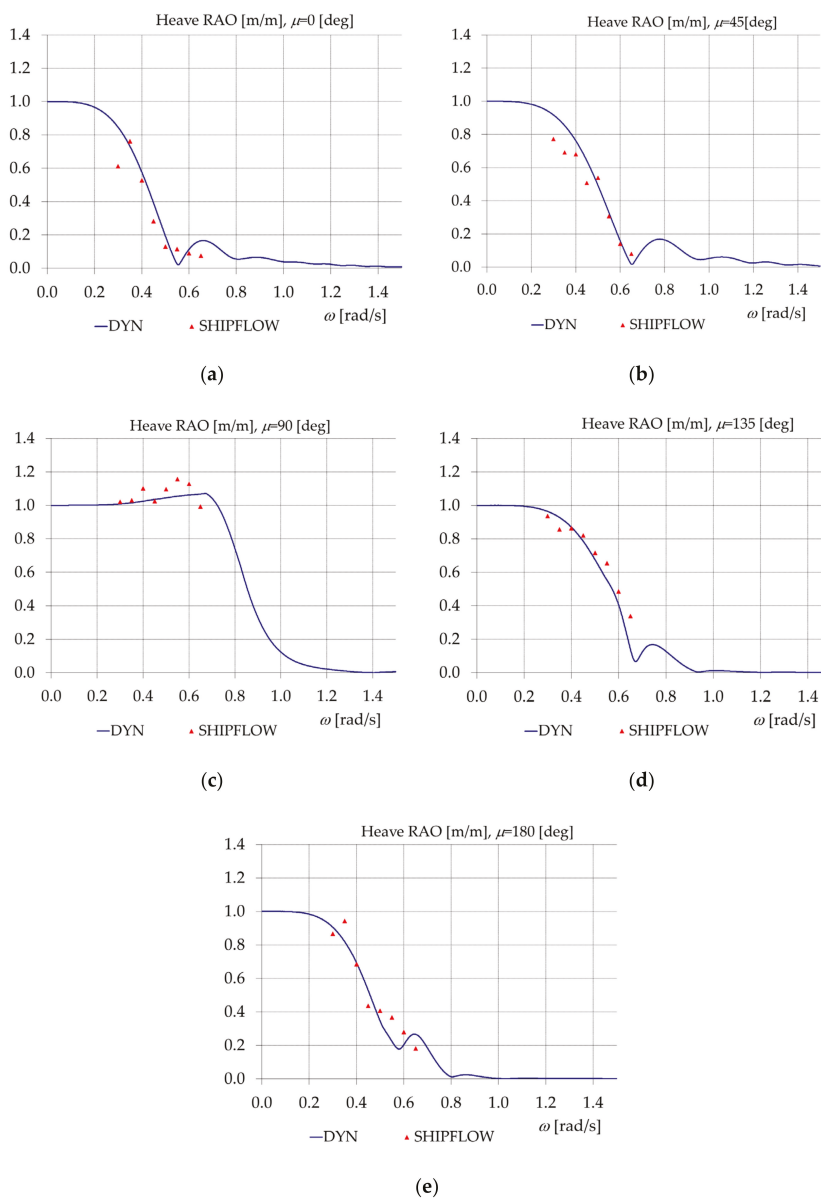 Heave RAO [m/m], μ=0 [deg]
1.4
1.2
1.0
0.8
0.6
0.4
0.2
0.0
0.0 0.2 0.4 0.6 0.8 1.0 1.2 1.4
ω [rad/s]
DYN SHIPFLOW
(a)
Heave RAO [m/m], μ=45[deg]
1.4
1.2
1.0
0.8
0.6
0.4
0.2
0.0
0.0 0.2 0.4 0.6 0.8 1.0 1.2 1.4
ω [rad/s]
DYN SHIPFLOW
(b)
Heave RAO [m/m], μ=90 [deg]
1.4
1.2
1.0
0.8
0.6
0.4
0.2
0.0
0.0 0.2 0.4 0.6 0.8 1.0 1.2 1.4
ω [rad/s]
DYN SHIPFLOW
(c)
Heave RAO [m/m], μ=135 [deg]
1.4
1.2
1.0
0.8
0.6
0.4
0.2
0.0
0.0 0.2 0.4 0.6 0.8 1.0 1.2 1.4
ω [rad/s]
DYN SHIPFLOW
(d)
Heave RAO [m/m], μ=180 [deg]
1.4
1.2
1.0
0.8
0.6
0.4
0.2
0.0
0.0 0.2 0.4 0.6 0.8 1.0 1.2 1.4
ω [rad/s]
DYN SHIPFLOW
(e)